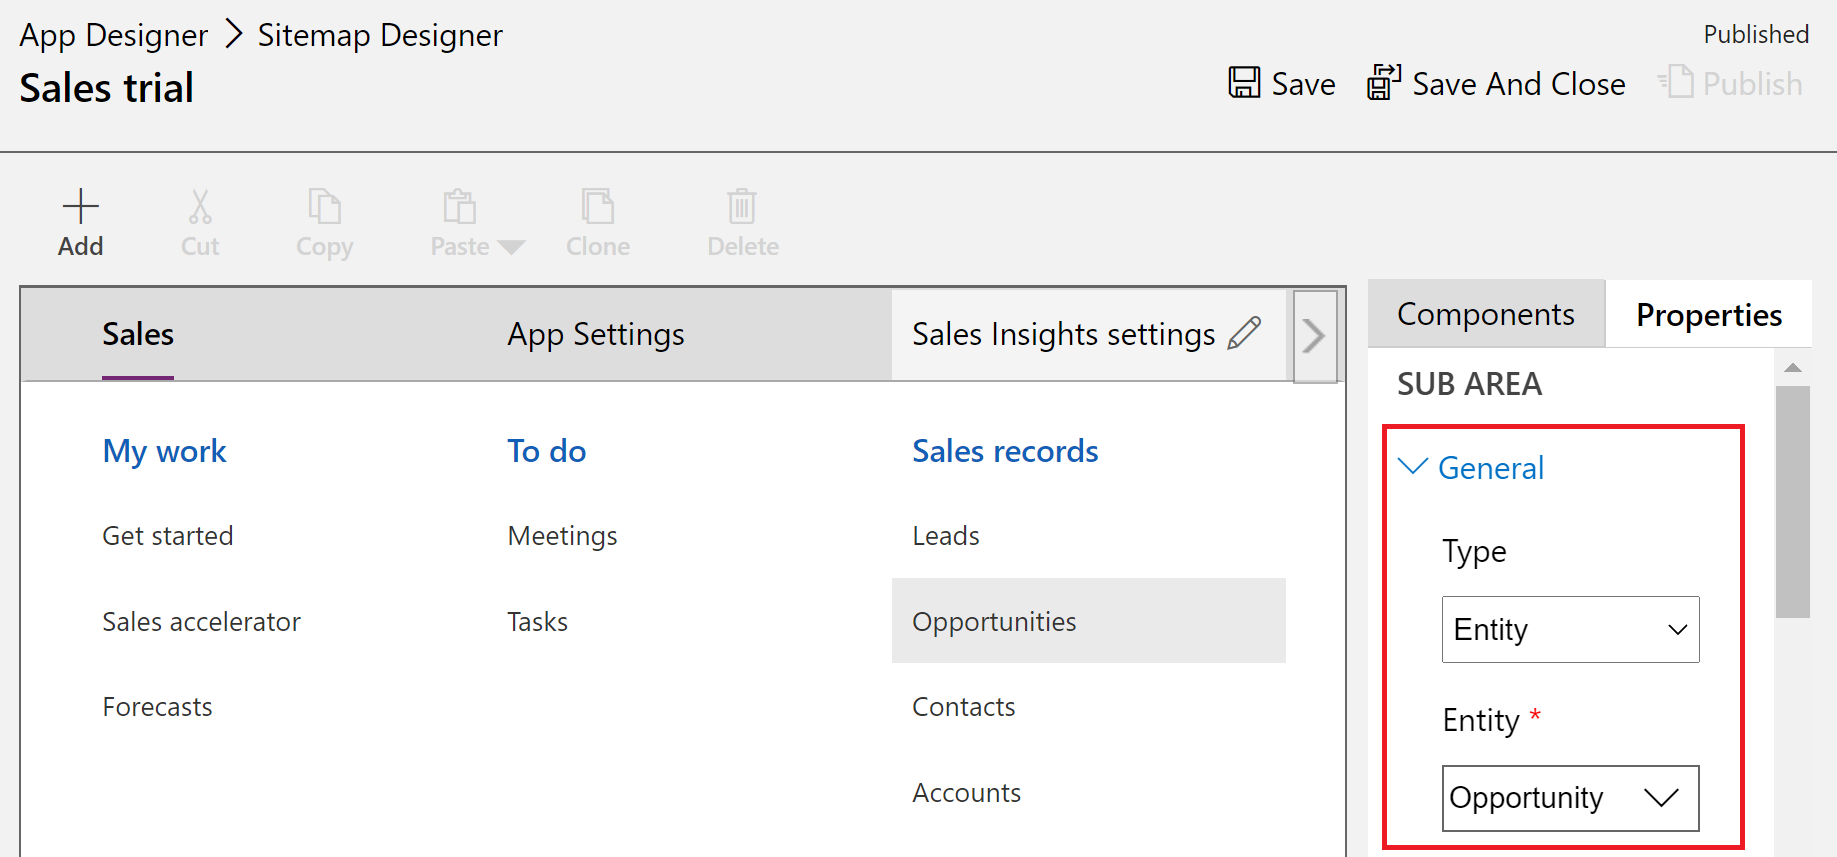 App Designer > Sitemap Designer
Published
Sales trial
Save
Save And Close
Publish
Add
Cut
Copy
Paste
Clone
Delete
Sales
App Settings
Sales Insights settings
My work
Get started
Sales accelerator
Forecasts
To do
Meetings
Tasks
Sales records
Leads
Opportunities
Contacts
Accounts
Components
Properties
SUB AREA
General
Type
Entity
Entity *
Opportunity